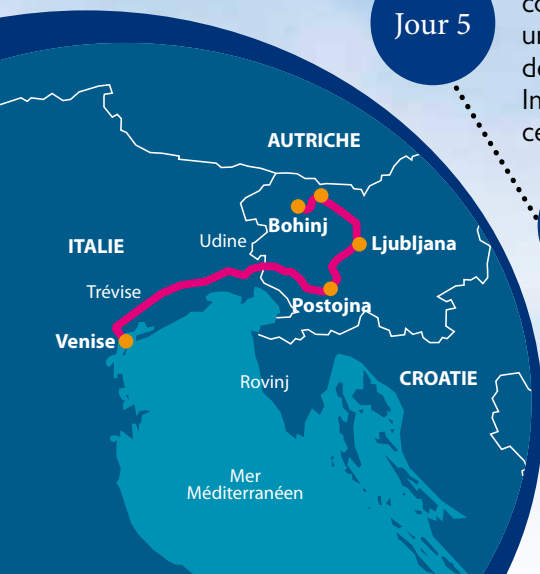 Jour 5
AUTRICHE
Bohinj
ITALIE
Udine
Ljubljana
Trévise
Postojna
Venise
Rovinj
CROATIE
Mer
Méditerranéen